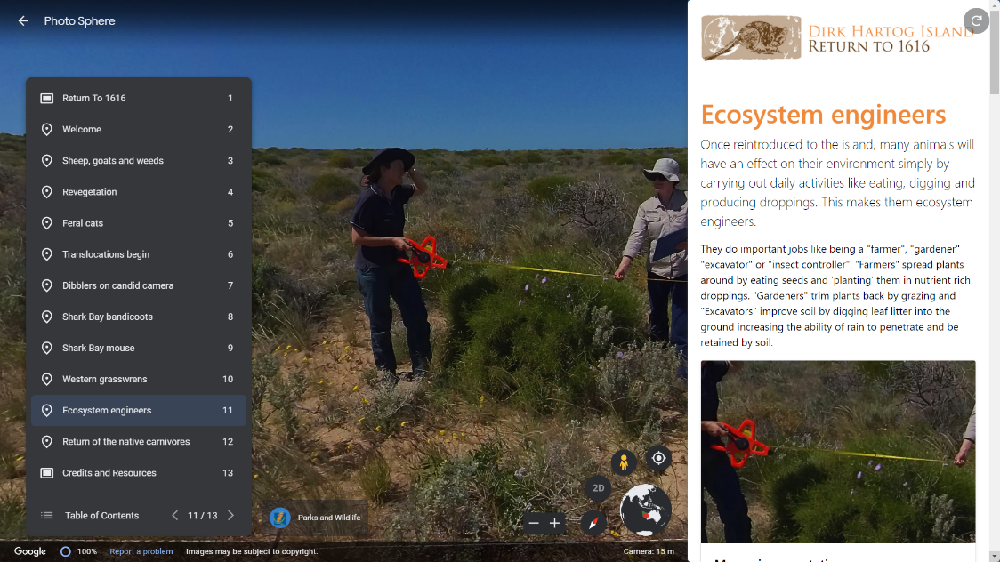 Photo Sphere
Return To 1616 1
Welcome 2
Sheep, goats and weeds 3
Revegetation 4
Feral cats 5
Translocations begin 6
Dibblers on candid camera 7
Shark Bay bandicoots 8
Shark Bay mouse 9
Western grasswrens 10
Ecosystem engineers 11
Return of the native carnivores 12
Credits and Resources 13
Table of Contents 11 / 13
Parks and Wildlife
2D
Google 100% Report a problem Images may be subject to copyright. Camera: 15 m
Dirk Hartog Island
Return to 1616
Ecosystem engineers
Once reintroduced to the island, many animals will
have an effect on their environment simply by
carrying out daily activities like eating, digging and
producing droppings. This makes them ecosystem
engineers.
They do important jobs like being a "farmer", "gardener"
"excavator" or "insect controller". "Farmers" spread plants
around by eating seeds and 'planting' them in nutrient rich
droppings. "Gardeners" trim plants back by grazing and
"Excavators" improve soil by digging leaf litter into the
ground increasing the ability of rain to penetrate and be
retained by soil.